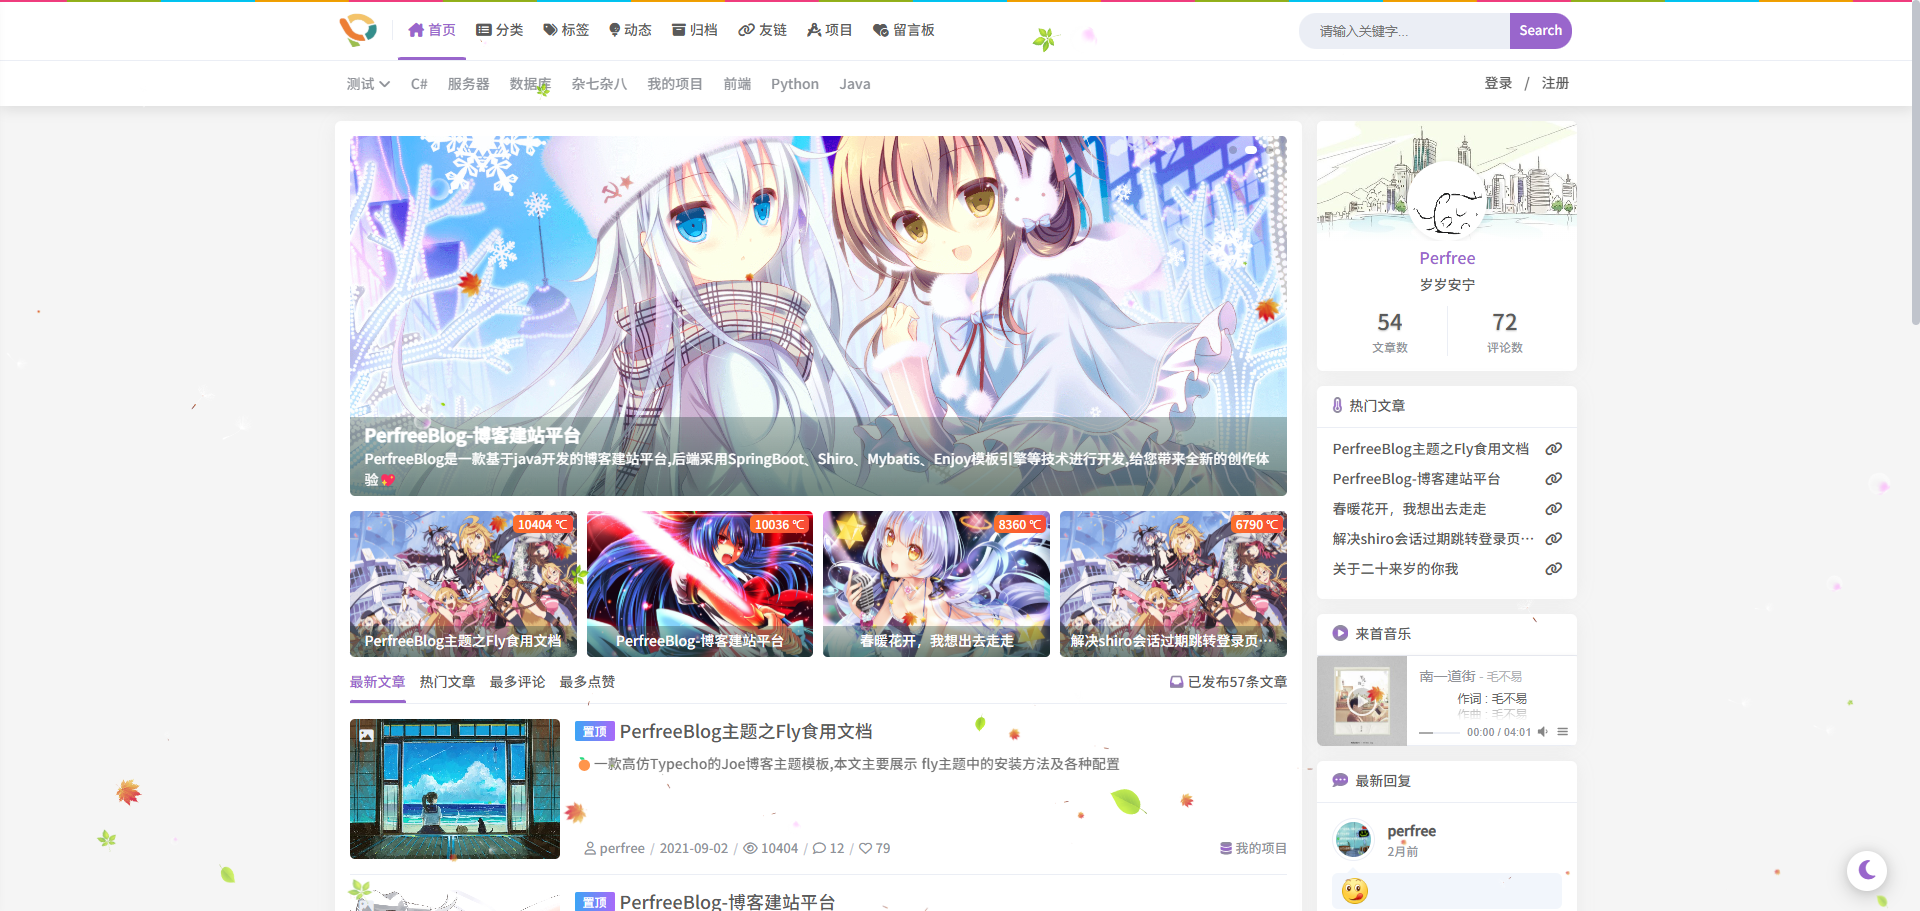 首页 分类 标签 动态 归档 友链 项目 留言板
请输入关键字...
Search
测试 C# 服务器 数据库 杂七杂八 我的项目 前端 Python Java
登录 / 注册
PerfreeBlog-博客建站平台
PerfreeBlog是一款基于java开发的博客建站平台,后端采用SpringBoot、Shiro、Mybatis、Enjoy模板引擎等技术进行开发,给您带来全新的创作体
验💖
10404 ℃
PerfreeBlog主题之Fly食用文档
10036 ℃
PerfreeBlog-博客建站平台
8360 ℃
春暖花开，我想出去走走
6790 ℃
解决shiro会话过期跳转登录页…
最新文章 热门文章 最多评论 最多点赞
已发布57条文章
置顶 PerfreeBlog主题之Fly食用文档
🍊一款高仿Typecho的Joe博客主题模板,本文主要展示 fly主题中的安装方法及各种配置
perfree / 2021-09-02 / 10404 / 12 / 79
我的项目
置顶 PerfreeBlog-博客建站平台
Perfree
岁岁安宁
54 72
文章数 评论数
热门文章
PerfreeBlog主题之Fly食用文档
PerfreeBlog-博客建站平台
春暖花开，我想出去走走
解决shiro会话过期跳转登录页…
关于二十来岁的你我
来首音乐
南一道街 - 毛不易
作词 : 毛不易
作曲 : 毛不易
00:00 / 04:01
最新回复
perfree
2月前